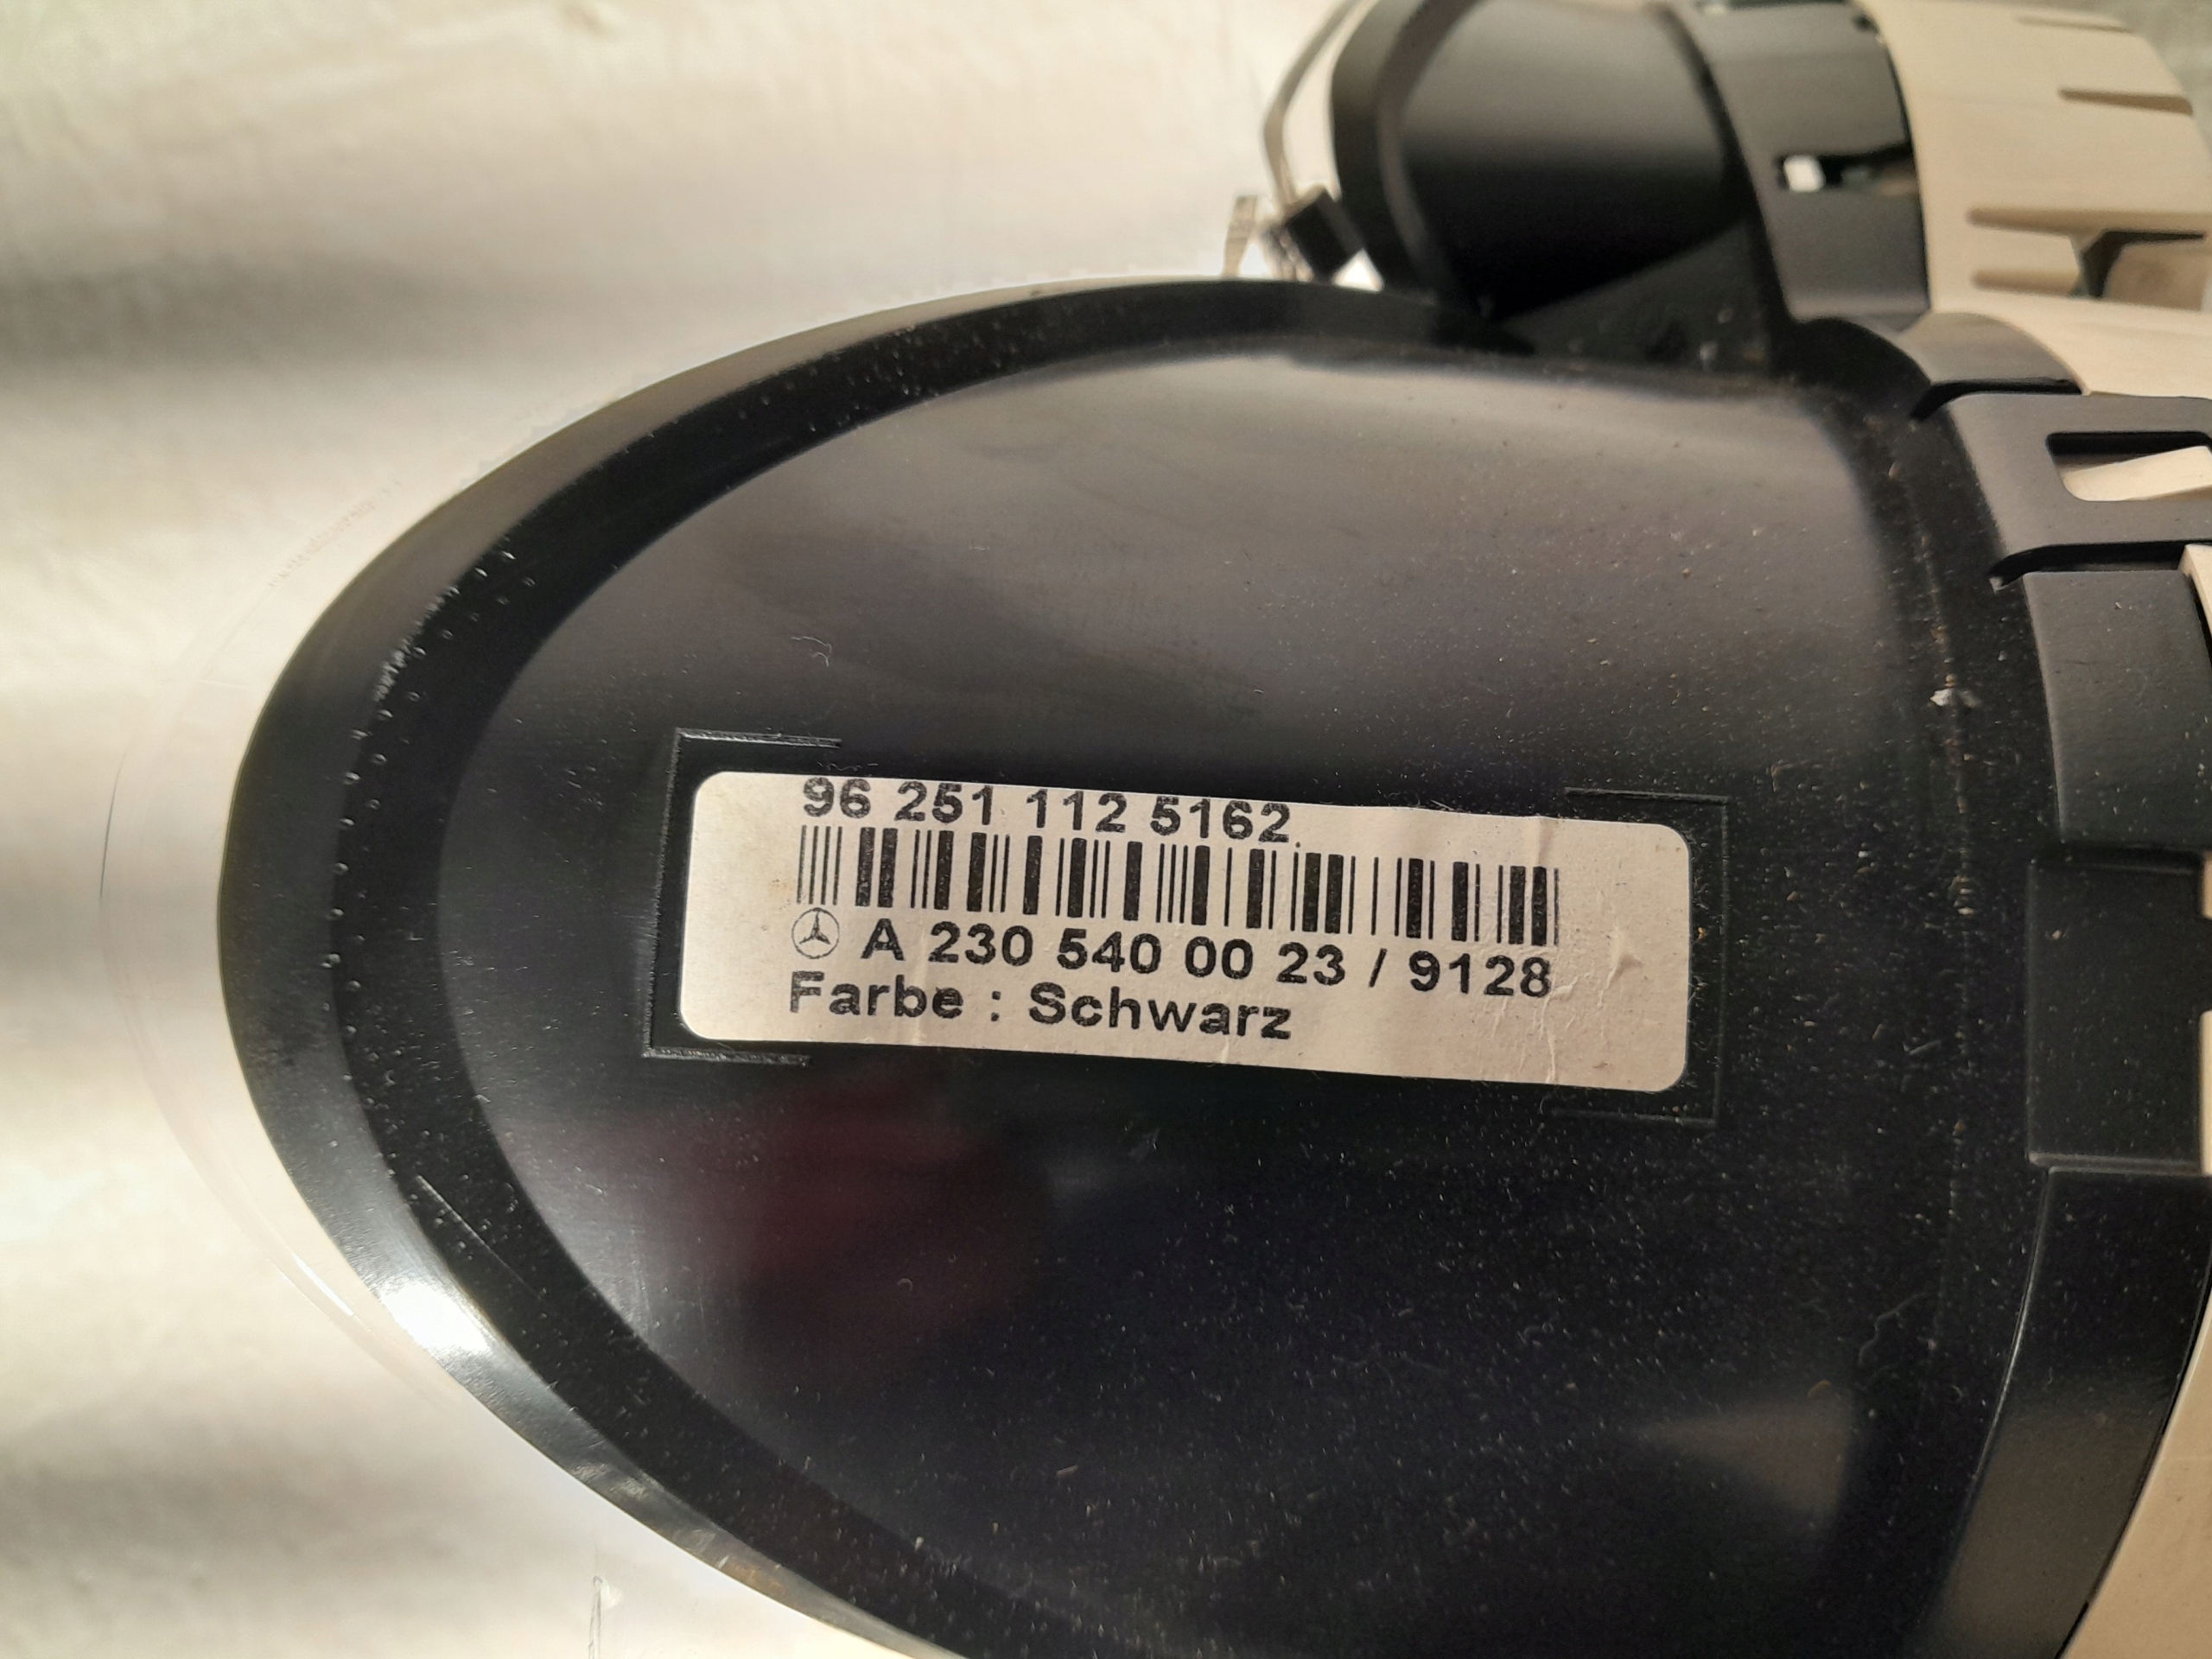 96 251 112 5162
A 230 540 00 23 / 9128
Farbe : Schwarz